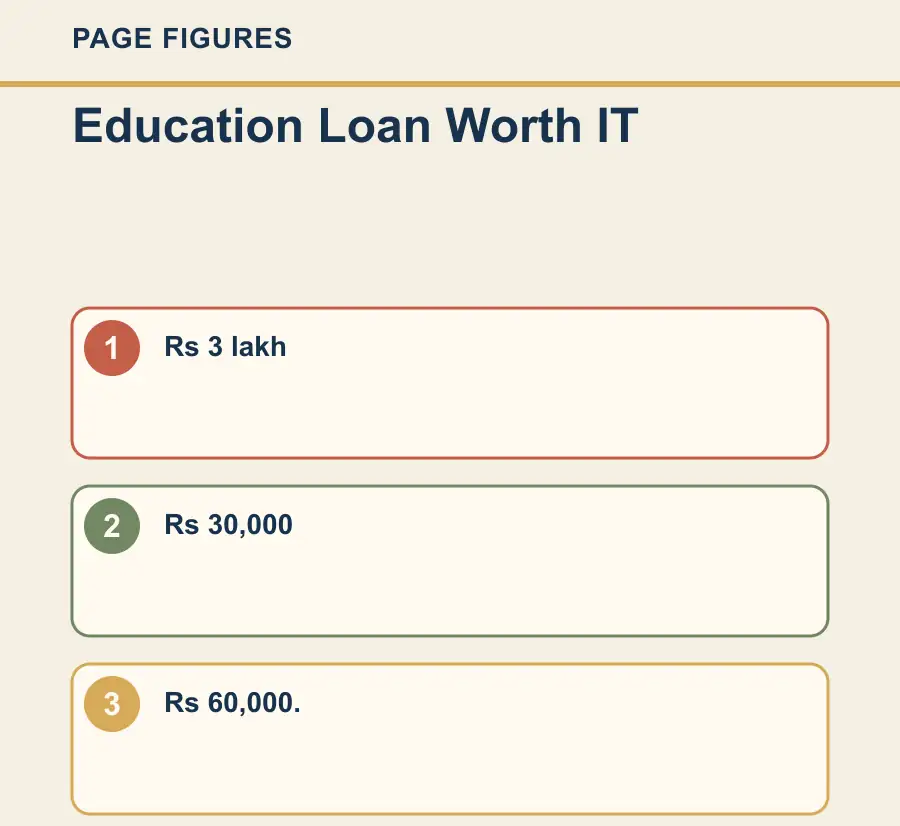 PAGE FIGURES
Education Loan Worth IT
1
Rs 3 lakh
2
Rs 30,000
3
Rs 60,000.